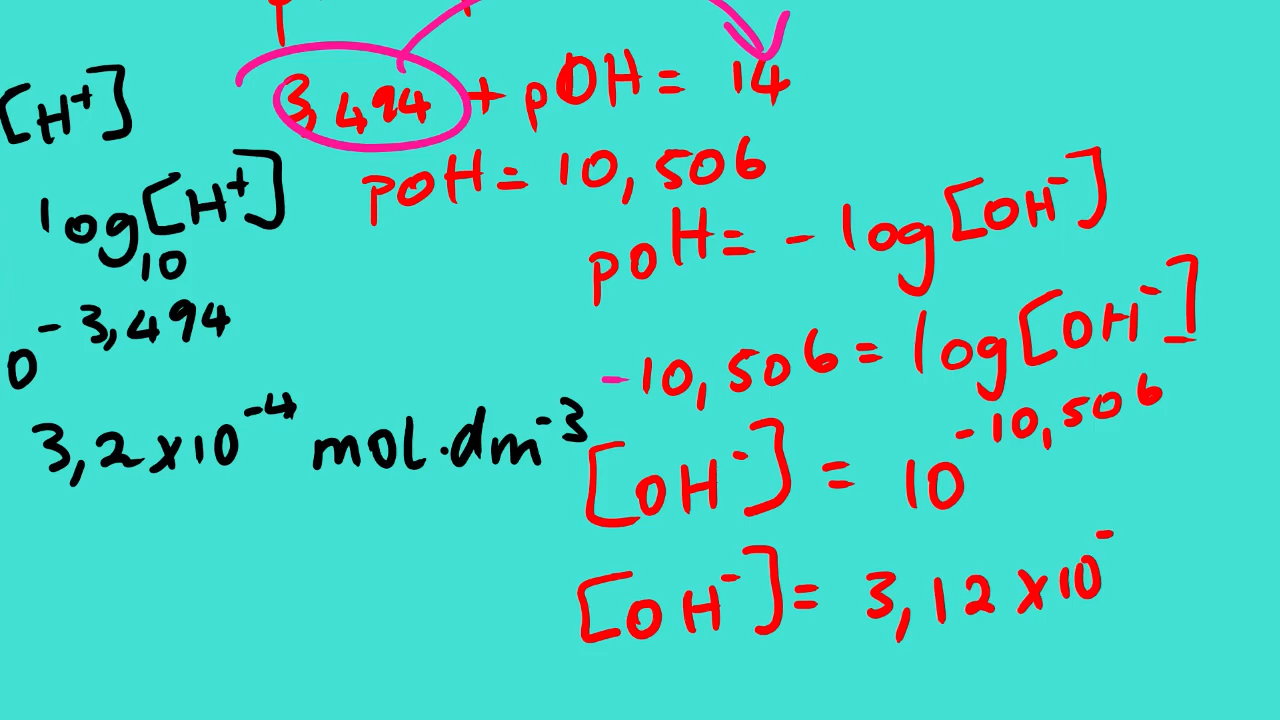 [H⁺]
log₁₀[H⁺]
0⁻³,⁴⁹⁴
3,2×10⁻⁴ mol·dm⁻³
3,494 + pOH = 14
pOH = 10,506
pOH = -log[OH⁻]
-10,506 = log[OH⁻]
[OH⁻] = 10⁻¹⁰,⁵⁰⁶
[OH⁻] = 3,12×10⁻